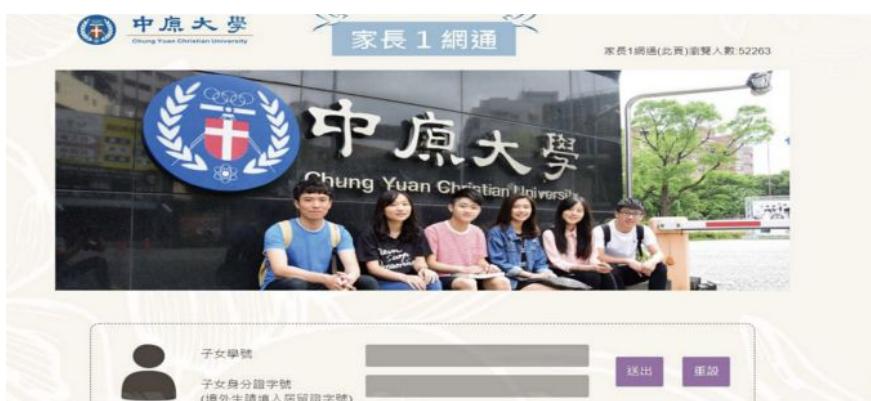 中原大學
Chung Yuan Christian University
家長1網通
家長1網通(此頁)瀏覽人數:52263
中原大學
Chung Yuan Christian University
子女學號
送出
重設
子女身分證字號
(境外生請填入居留證字號)